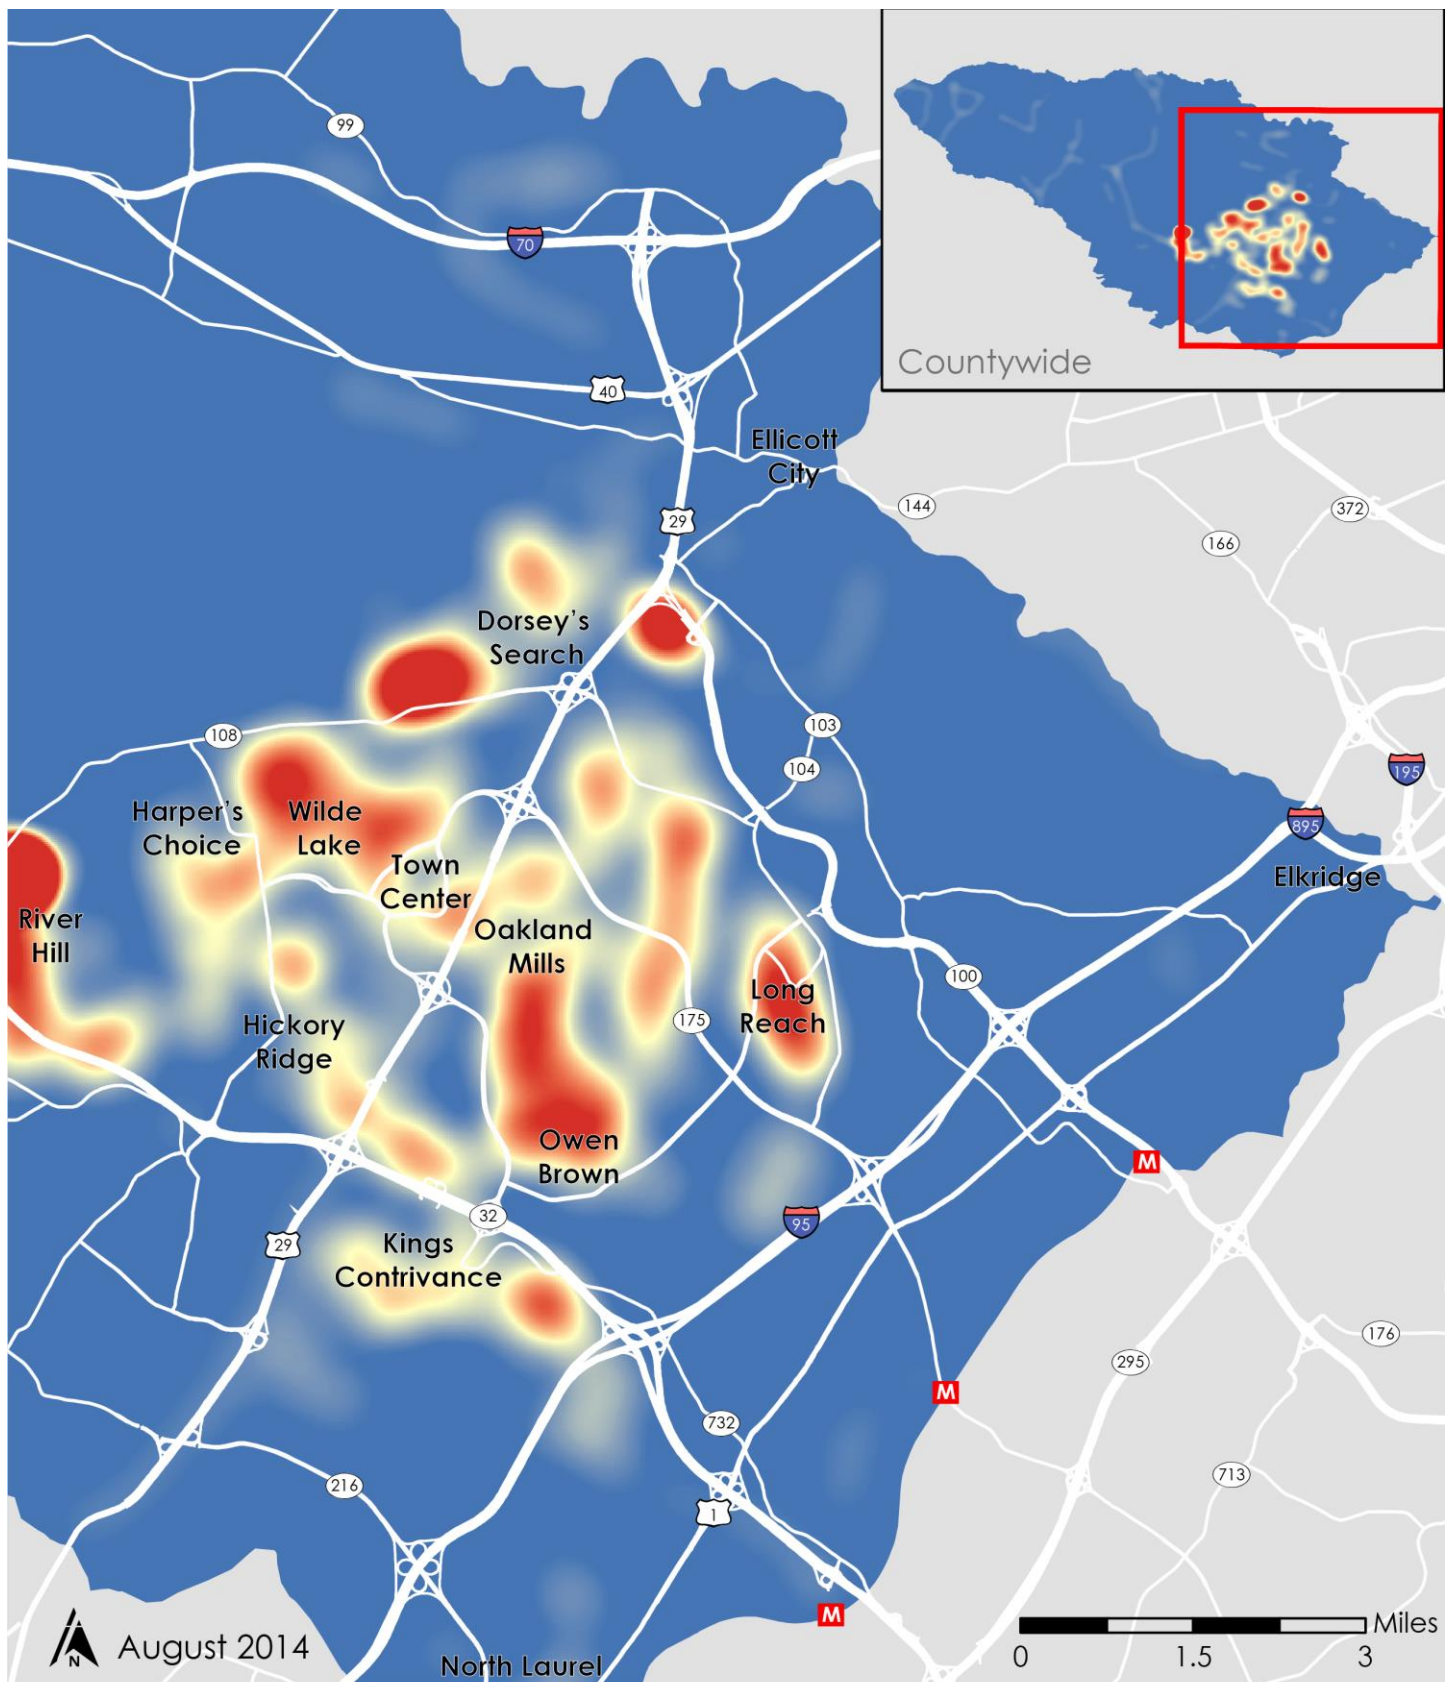 99
70
Countywide
40
Ellicott
City
144
372
29
166
Dorsey's
Search
108
103
104
195
Harper's
Choice
Wilde
Lake
895
Town
Center
Elkridge
River
Hill
Oakland
Mills
100
Long
Reach
175
Hickory
Ridge
Owen
Brown
M
32
95
29
Kings
Contrivance
176
295
M
732
713
216
1
M
Miles
August 2014
N
North Laurel
0
1.5
3